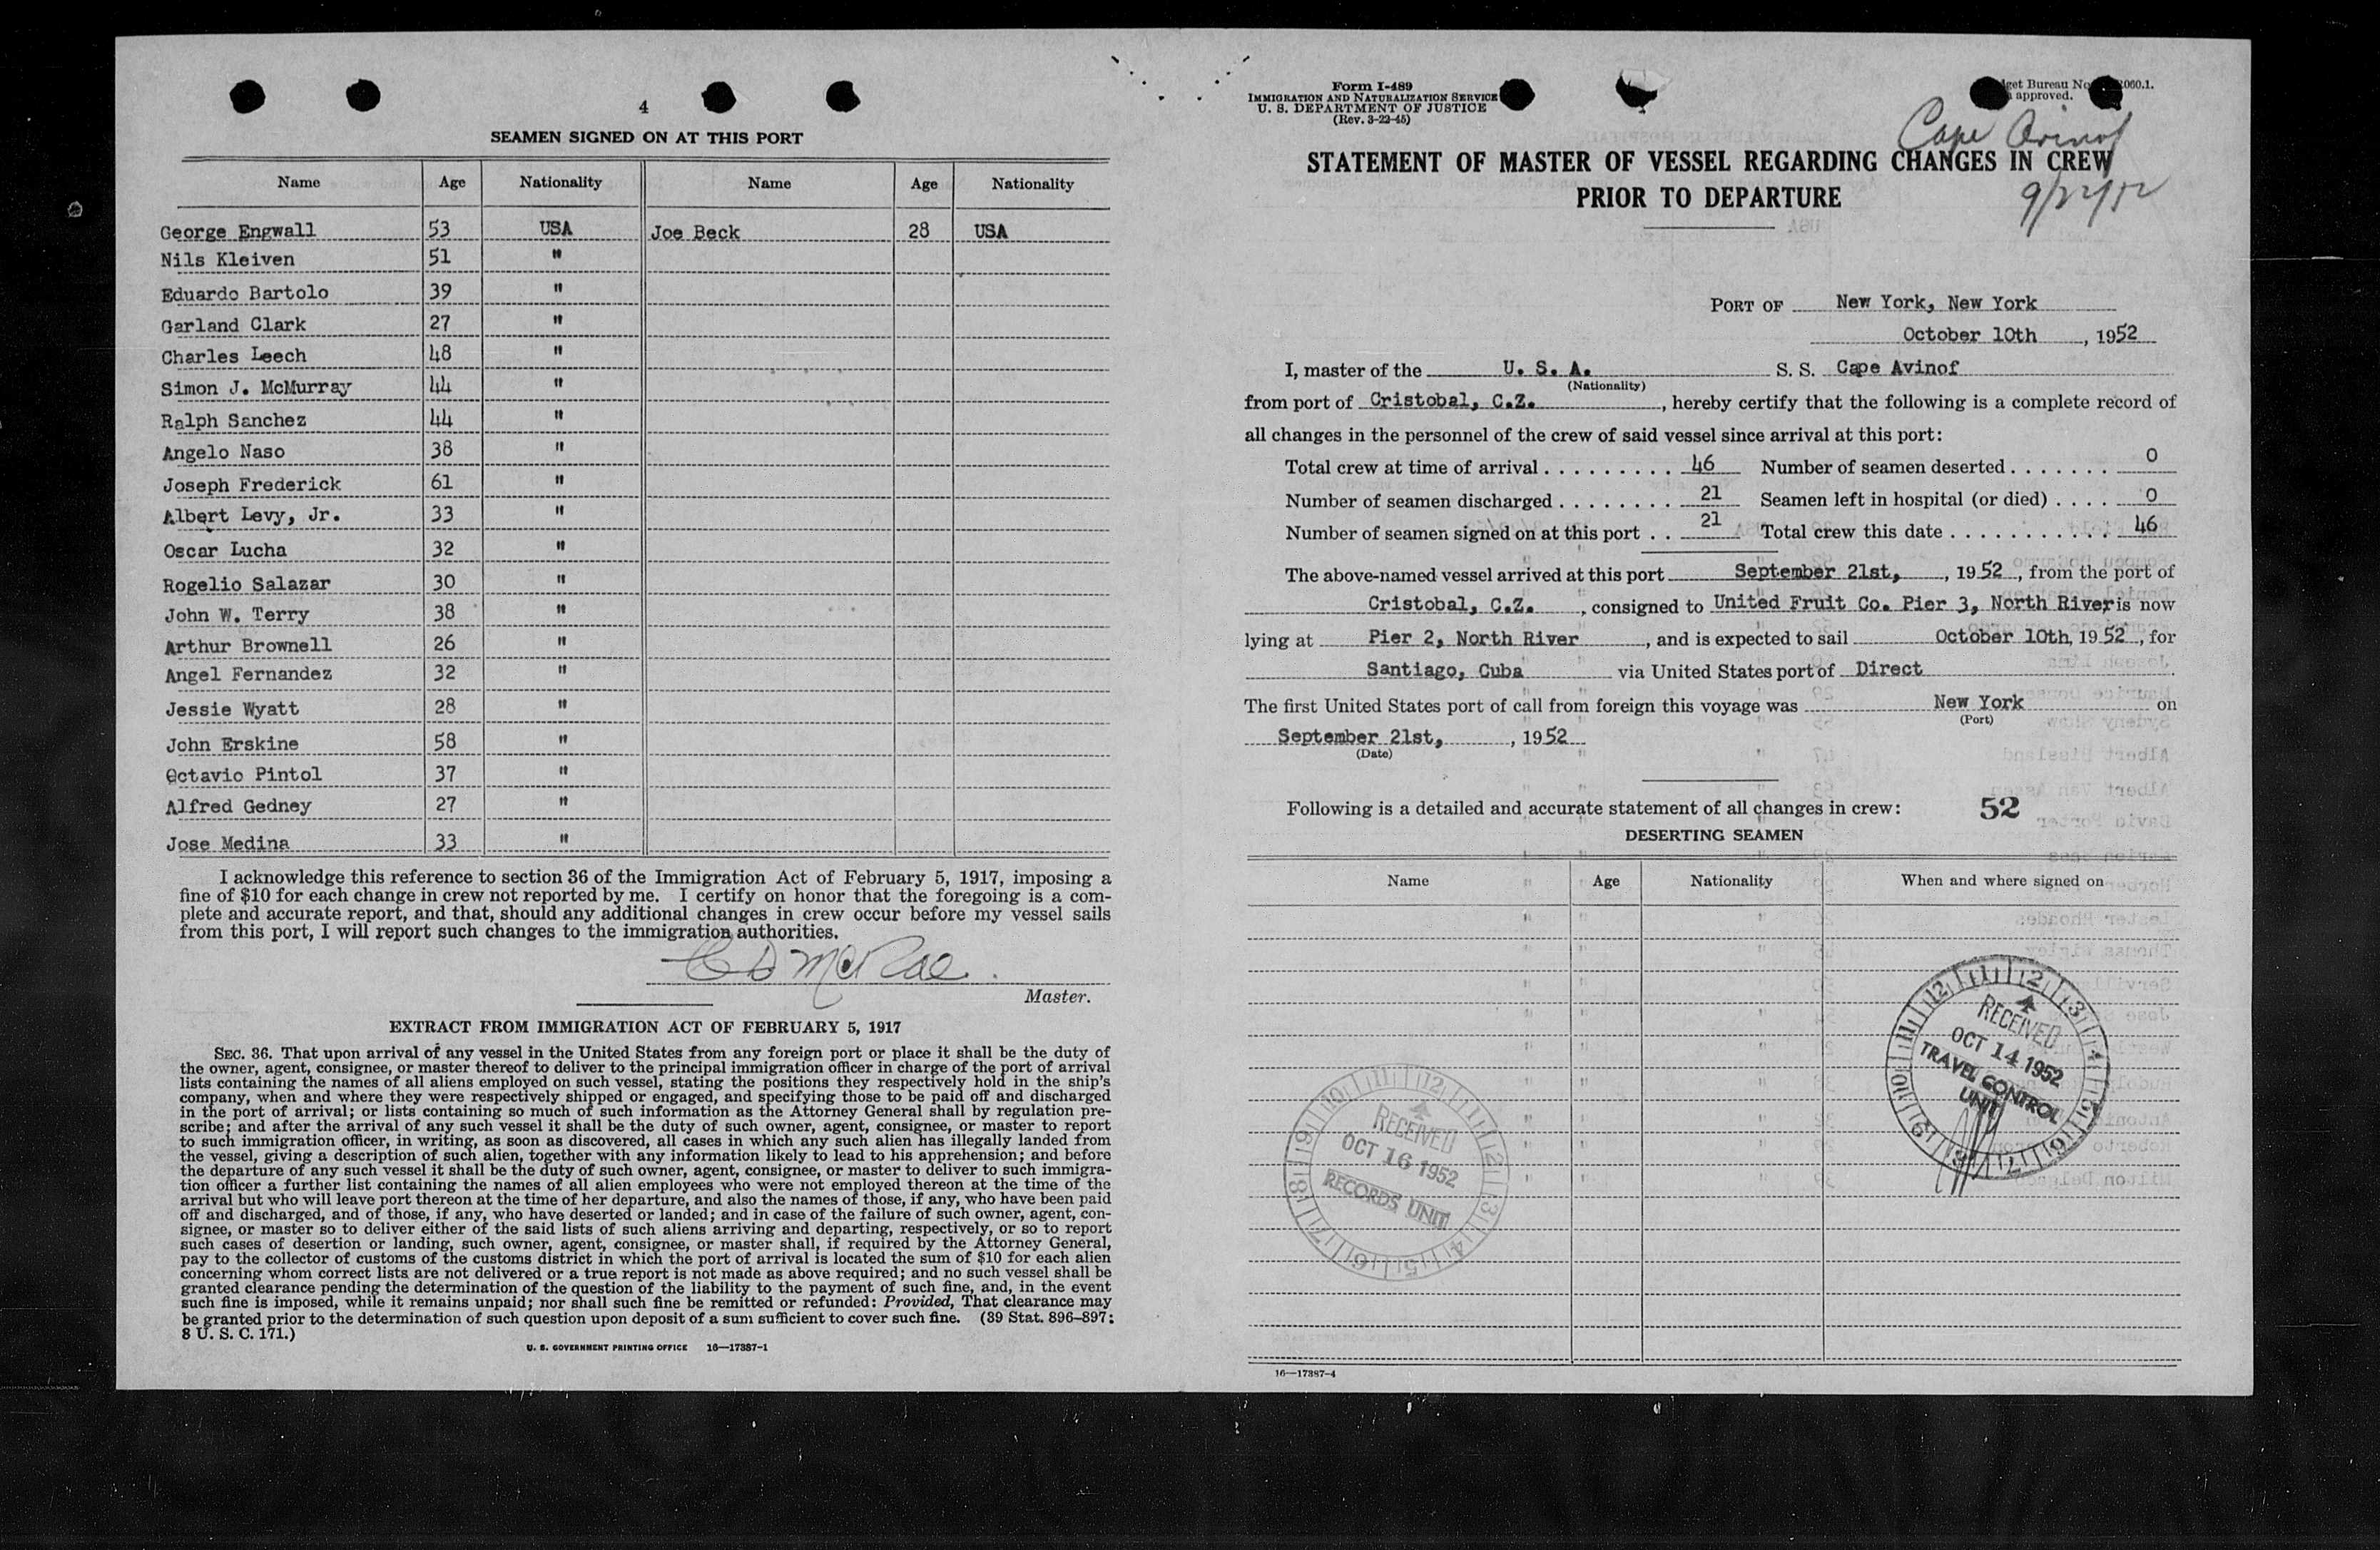 4
SEAMEN SIGNED ON AT THIS PORT
Name Age Nationality Name Age Nationality
George Engwall 53 USA Joe Beck 28 USA
Nils Kleiven 51 "
Eduardo Bartolo 39 "
Garland Clark 27 "
Charles Leech 48 "
Simon J. McMurray 44 "
Ralph Sanchez 44 "
Angelo Naso 38 "
Joseph Frederick 61 "
Albert Levy, Jr. 33 "
Oscar Lucha 32 "
Rogelio Salazar 30 "
John W. Terry 38 "
Arthur Brownell 26 "
Angel Fernandez 32 "
Jessie Wyatt 28 "
John Erskine 58 "
Octavio Pintol 37 "
Alfred Gedney 27 "
Jose Medina 33 "
I acknowledge this reference to section 36 of the Immigration Act of February 5, 1917, imposing a
fine of $10 for each change in crew not reported by me. I certify on honor that the foregoing is a com-
plete and accurate report, and that, should any additional changes in crew occur before my vessel sails
from this port, I will report such changes to the immigration authorities.
C D McRae
Master.
EXTRACT FROM IMMIGRATION ACT OF FEBRUARY 5, 1917
SEC. 36. That upon arrival of any vessel in the United States from any foreign port or place it shall be the duty of
the owner, agent, consignee, or master thereof to deliver to the principal immigration officer in charge of the port of arrival
lists containing the names of all aliens employed on such vessel, stating the positions they respectively hold in the ship's
company, when and where they were respectively shipped or engaged, and specifying those to be paid off and discharged
in the port of arrival; or lists containing so much of such information as the Attorney General shall by regulation pre-
scribe; and after the arrival of any such vessel it shall be the duty of such owner, agent, consignee, or master to report
to such immigration officer, in writing, as soon as discovered, all cases in which any such alien has illegally landed from
the vessel, giving a description of such alien, together with any information likely to lead to his apprehension; and before
the departure of any such vessel it shall be the duty of such owner, agent, consignee, or master to deliver to such immigra-
tion officer a further list containing the names of all alien employees who were not employed thereon at the time of the
arrival but who will leave port thereon at the time of her departure, and also the names of those, if any, who have been paid
off and discharged, and of those, if any, who have deserted or landed; and in case of the failure of such owner, agent, con-
signee, or master so to deliver either of the said lists of such aliens arriving and departing, respectively, or so to report
such cases of desertion or landing, such owner, agent, consignee, or master shall, if required by the Attorney General,
pay to the collector of customs of the customs district in which the port of arrival is located the sum of $10 for each alien
concerning whom correct lists are not delivered or a true report is not made as above required; and no such vessel shall be
granted clearance pending the determination of the question of the liability to the payment of such fine, and, in the event
such fine is imposed, while it remains unpaid; nor shall such fine be remitted or refunded: Provided, That clearance may
be granted prior to the determination of such question upon deposit of a sum sufficient to cover such fine. (39 Stat. 896–897;
8 U. S. C. 171.)
U. S. GOVERNMENT PRINTING OFFICE 16—17387-1
Form I-489
IMMIGRATION AND NATURALIZATION SERVICE
U. S. DEPARTMENT OF JUSTICE
(Rev. 3-22-45)
get Bureau No 060.1.
approved.
Cape Avinof
STATEMENT OF MASTER OF VESSEL REGARDING CHANGES IN CREW
PRIOR TO DEPARTURE
PORT OF New York, New York
October 10th, 1952
I, master of the U. S. A. S. S. Cape Avinof
(Nationality)
from port of Cristobal, C.Z., hereby certify that the following is a complete record of
all changes in the personnel of the crew of said vessel since arrival at this port:
Total crew at time of arrival . . . . . . . . . 46 Number of seamen deserted . . . . . . . 0
Number of seamen discharged . . . . . . . . 21 Seamen left in hospital (or died) . . . . 0
Number of seamen signed on at this port . . 21 Total crew this date . . . . . . . . . . . 46
The above-named vessel arrived at this port September 21st, , 1952, from the port of
Cristobal, C.Z. , consigned to United Fruit Co. Pier 3, North River, is now
lying at Pier 2, North River , and is expected to sail October 10th, 1952, for
Santiago, Cuba via United States port of Direct
The first United States port of call from foreign this voyage was New York on
(Port)
September 21st, , 1952
(Date)
Following is a detailed and accurate statement of all changes in crew: 52
DESERTING SEAMEN
Name Age Nationality When and where signed on
RECEIVED
OCT 14 1952
TRAVEL CONTROL
UNIT
RECEIVED
OCT 16 1952
RECORDS UNIT
16—17387-4